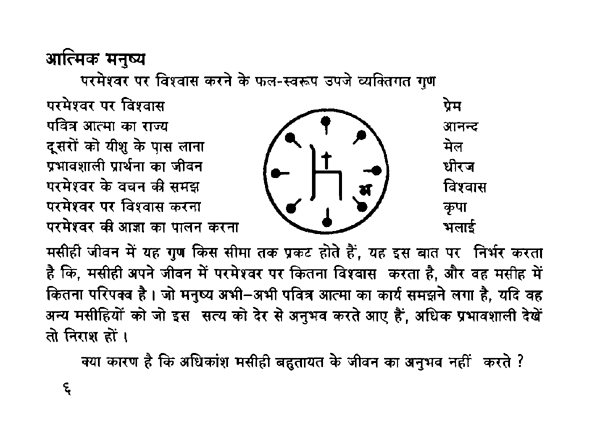 आत्मिक मनुष्य
परमेश्वर पर विश्वास करने के फल-स्वरूप उपजे व्यक्तिगत गुण
परमेश्वर पर विश्वास
पवित्र आत्मा का राज्य
दूसरों को यीशु के पास लाना
प्रभावशाली प्रार्थना का जीवन
परमेश्वर के वचन की समझ
परमेश्वर पर विश्वास करना
परमेश्वर की आज्ञा का पालन करना
अ
प्रेम
आनन्द
मेल
धीरज
विश्वास
कृपा
भलाई
मसीही जीवन में यह गुण किस सीमा तक प्रकट होते हैं, यह इस बात पर निर्भर करता
है कि, मसीही अपने जीवन में परमेश्वर पर कितना विश्वास करता है, और वह मसीह में
कितना परिपक्व है। जो मनुष्य अभी–अभी पवित्र आत्मा का कार्य समझने लगा है, यदि वह
अन्य मसीहियों को जो इस सत्य को देर से अनुभव करते आए हैं, अधिक प्रभावशाली देखें
तो निराश हों ।
क्या कारण है कि अधिकांश मसीही बहुतायत के जीवन का अनुभव नहीं करते ?
६